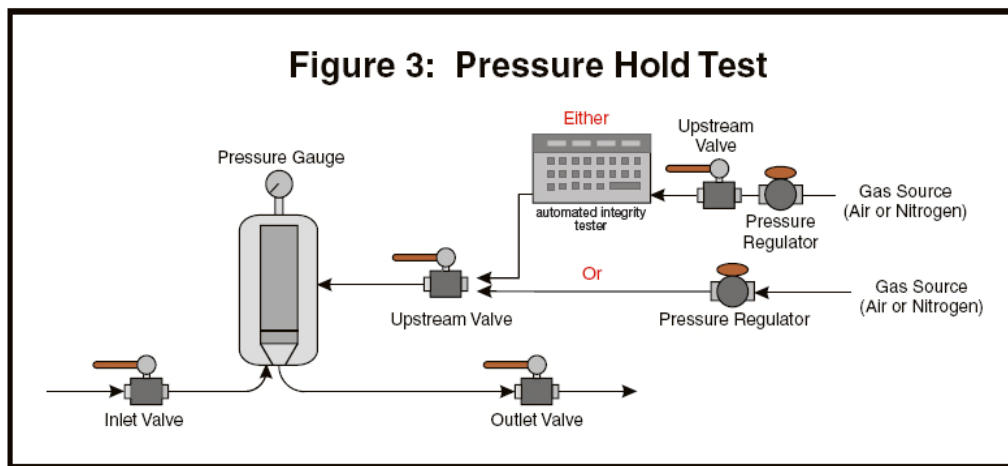 Figure 3: Pressure Hold Test
Either
Upstream
Valve
Pressure Gauge
Gas Source
(Air or Nitrogen)
automated integrity
tester
Pressure
Regulator
Or
Gas Source
(Air or Nitrogen)
Upstream Valve
Pressure Regulator
Inlet Valve
Outlet Valve